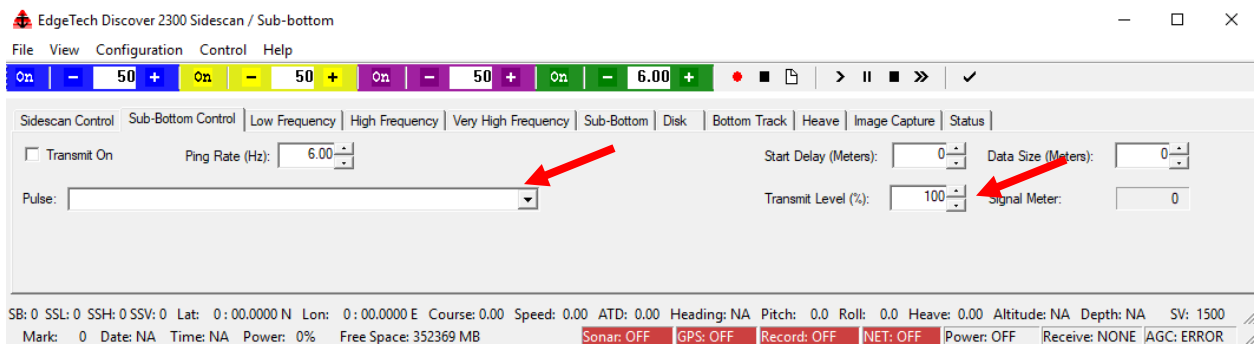 EdgeTech Discover 2300 Sidescan / Sub-bottom
File View Configuration Control Help
On - 50 + On - 50 + On - 50 + On - 6.00 +
Sidescan Control Sub-Bottom Control Low Frequency High Frequency Very High Frequency Sub-Bottom Disk Bottom Track Heave Image Capture Status
Transmit On Ping Rate (Hz): 6.00 Start Delay (Meters): 0 Data Size (Meters): 0
Pulse: Transmit Level (%): 100 Signal Meter: 0
SB: 0 SSL: 0 SSH: 0 SSV: 0 Lat: 0 : 00.0000 N Lon: 0 : 00.0000 E Course: 0.00 Speed: 0.00 ATD: 0.00 Heading: NA Pitch: 0.0 Roll: 0.0 Heave: 0.00 Altitude: NA Depth: NA SV: 1500
Mark: 0 Date: NA Time: NA Power: 0% Free Space: 352369 MB Sonar: OFF GPS: OFF Record: OFF NET: OFF Power: OFF Receive: NONE AGC: ERROR